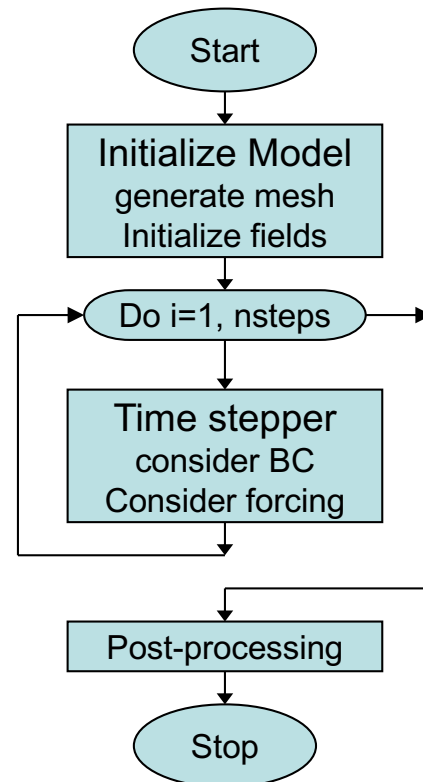 Start
Initialize Model
generate mesh
Initialize fields
Do i=1, nsteps
Time stepper
consider BC
Consider forcing
Post-processing
Stop